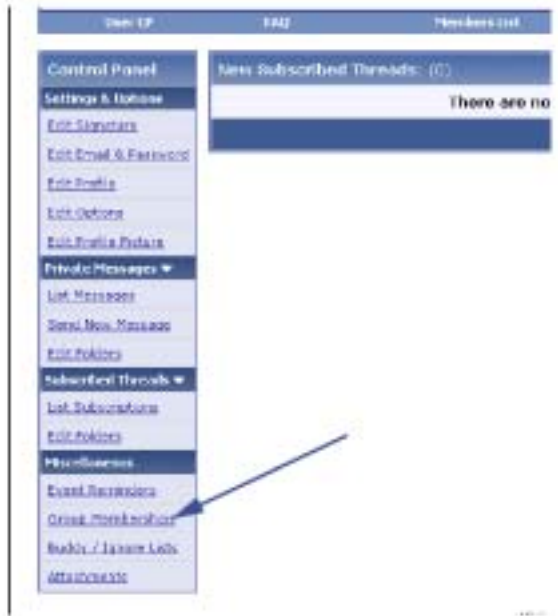 User CP FAQ Members List
Control Panel
New Subscribed Threads: (0)
Settings & Options
There are no
Edit Signature
Edit Email & Password
Edit Profile
Edit Options
Edit Profile Picture
Private Messages
List Messages
Send New Message
Edit Folders
Subscribed Threads
List Subscriptions
Edit Folders
Miscellaneous
Event Reminders
Group Memberships
Buddy / Ignore Lists
Attachments